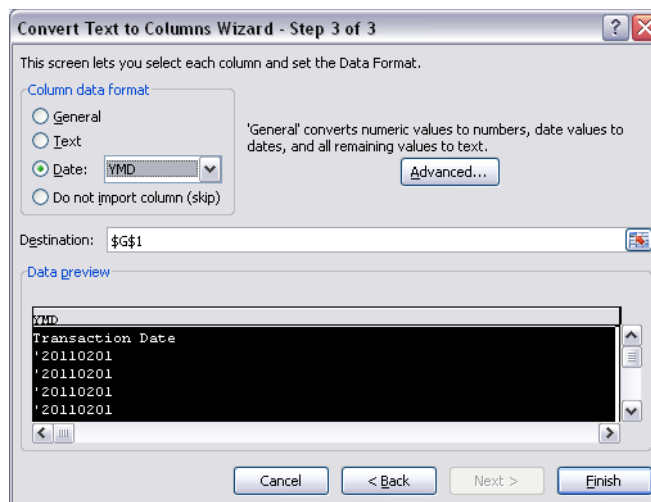 Convert Text to Columns Wizard - Step 3 of 3
This screen lets you select each column and set the Data Format.
Column data format
General
Text
Date: YMD
Do not import column (skip)
'General' converts numeric values to numbers, date values to
dates, and all remaining values to text.
Advanced...
Destination: $G$1
Data preview
YMD
Transaction Date
'20110201
'20110201
'20110201
'20110201
Cancel < Back Next > Finish